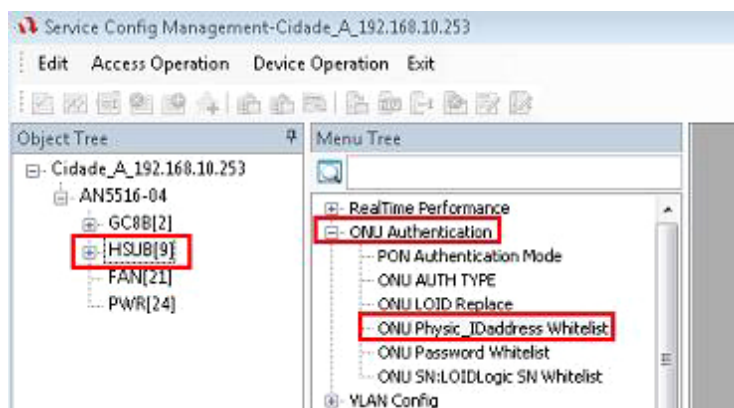 Service Config Management-Cidade_A_192.168.10.253
Edit Access Operation Device Operation Exit
Object Tree
Cidade_A_192.168.10.253
AN5516-04
GC8B[2]
HSUB[9]
FAN[21]
PWR[24]
Menu Tree
RealTime Performance
ONU Authentication
PON Authentication Mode
ONU AUTH TYPE
ONU LOID Replace
ONU Physic_IDaddress Whitelist
ONU Password Whitelist
ONU SN:LOIDLogic SN Whitelist
VLAN Config